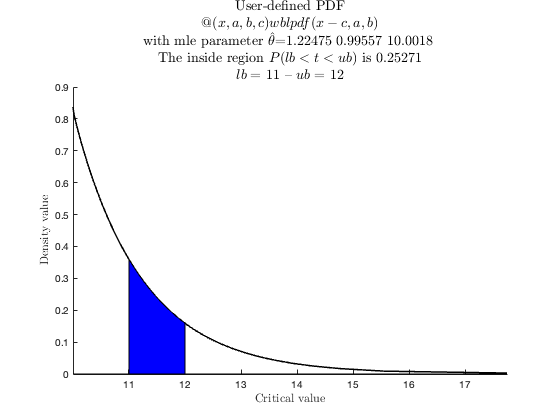 User-defined PDF
@(x, a, b, c)wblpdf(x − c, a, b)
with mle parameter θ̂=1.22475 0.99557 10.0018
The inside region P(lb < t < ub) is 0.25271
lb = 11 – ub = 12
0.9
0.8
0.7
0.6
0.5
0.4
0.3
0.2
0.1
0
Density value
11 12 13 14 15 16 17
Critical value